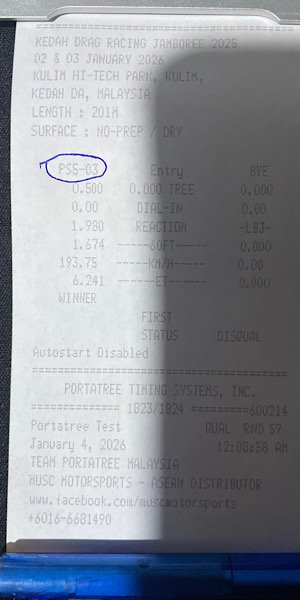 KEDAH DRAG RACING JAMBOREE 2025
02 & 03 JANUARY 2026
KULIM HI-TECH PARK, KULIM,
KEDAH DA, MALAYSIA
LENGTH : 201M
SURFACE : NO-PREP / DRY
PS6-03 Entry BYE
0.500 0.000 TREE 0.000
0.00 DIAL-IN 0.00
1.980 REACTION -LB3-
1.674 -----60FT------ 0.000
193.75 -----KM/H----- 0.00
6.241 ------ET------ 0.000
WINNER
FIRST
STATUS DISQUAL
Autostart Disabled
========================================
PORTATREE TIMING SYSTEMS, INC.
============== 1823/1824 =========600214
Portatree Test QUAL RND 59
January 4, 2026 12:08:58 AM
TEAM PORTATREE MALAYSIA
MUSC MOTORSPORTS - ASEAN DISTRIBUTOR
www.facebook.com/muscmotorsports
+6016-6681490